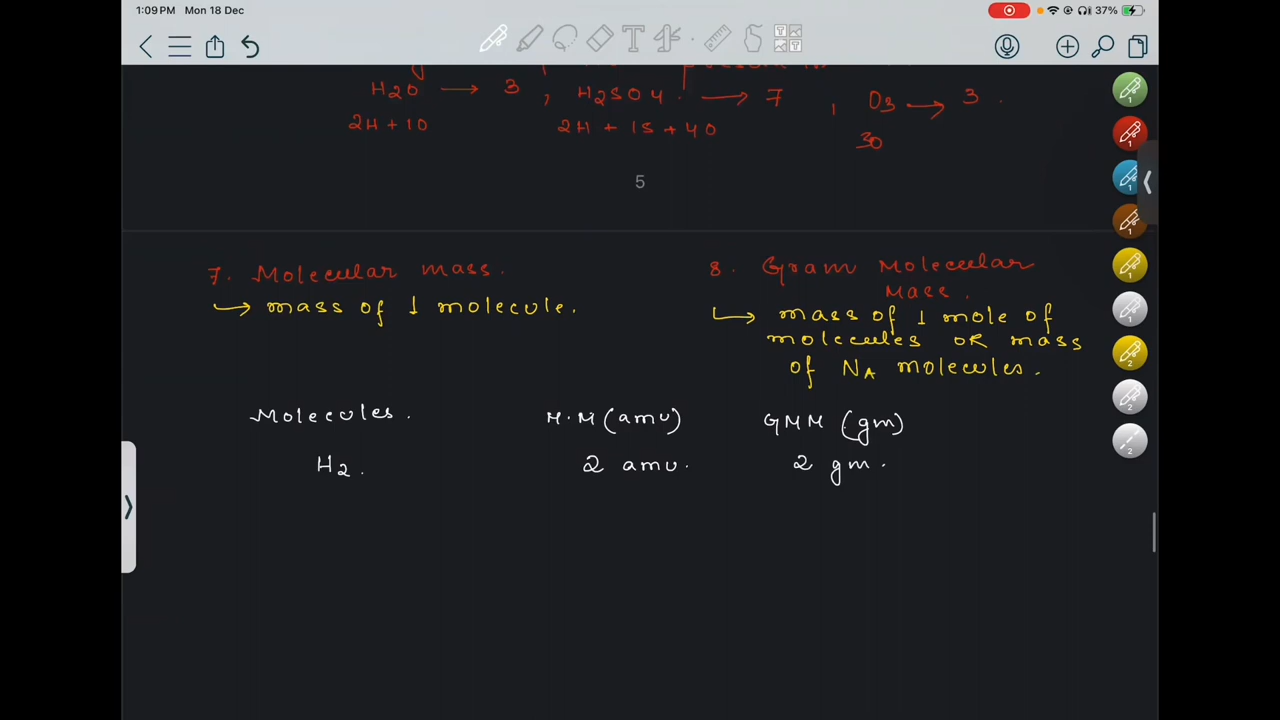 1:09 PM Mon 18 Dec
37%
H2O → 3 , H2SO4. → 7 , O3 → 3 .
2H + 1O 2H + 1S + 4O 3O
5
7. Molecular mass.
↳ mass of 1 molecule.
8. Gram Molecular
Mass.
↳ mass of 1 mole of
molecules OR mass
of NA molecules.
Molecules. M.M (amu) GMM (gm)
H2. 2 amu. 2 gm.